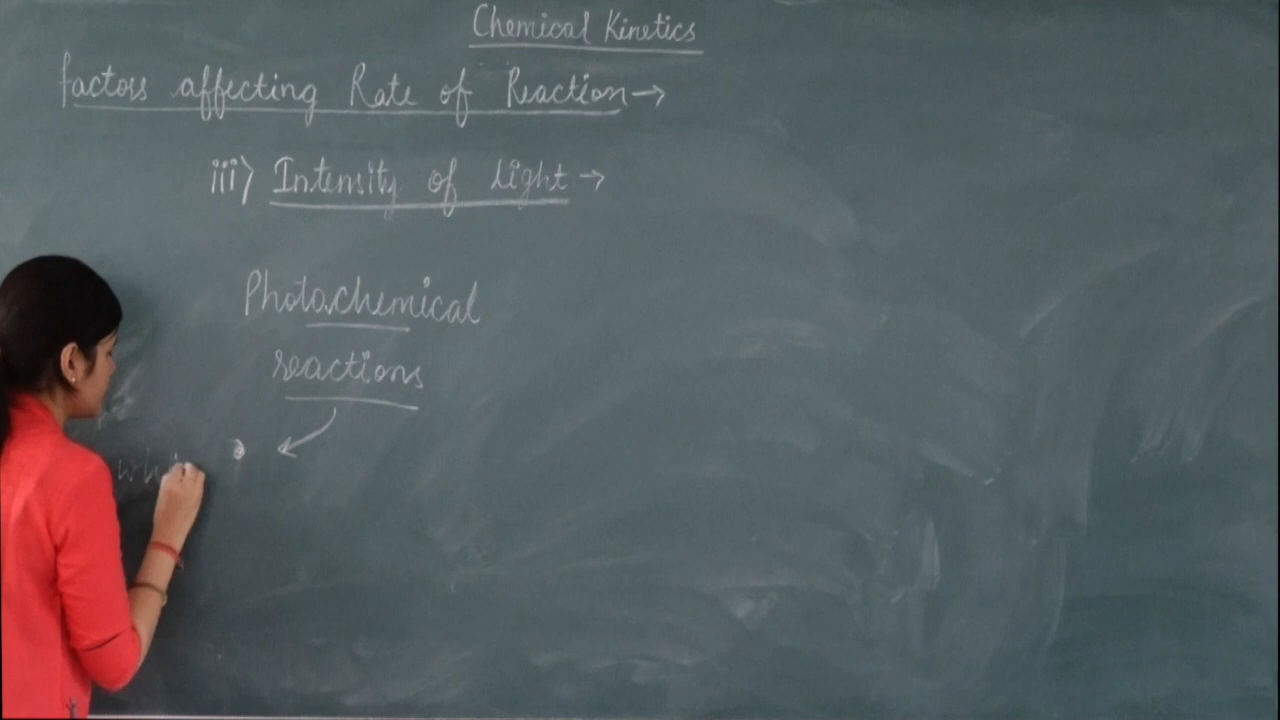 Chemical Kinetics
factors affecting Rate of Reaction→
iii) Intensity of Light→
Photochemical
reactions